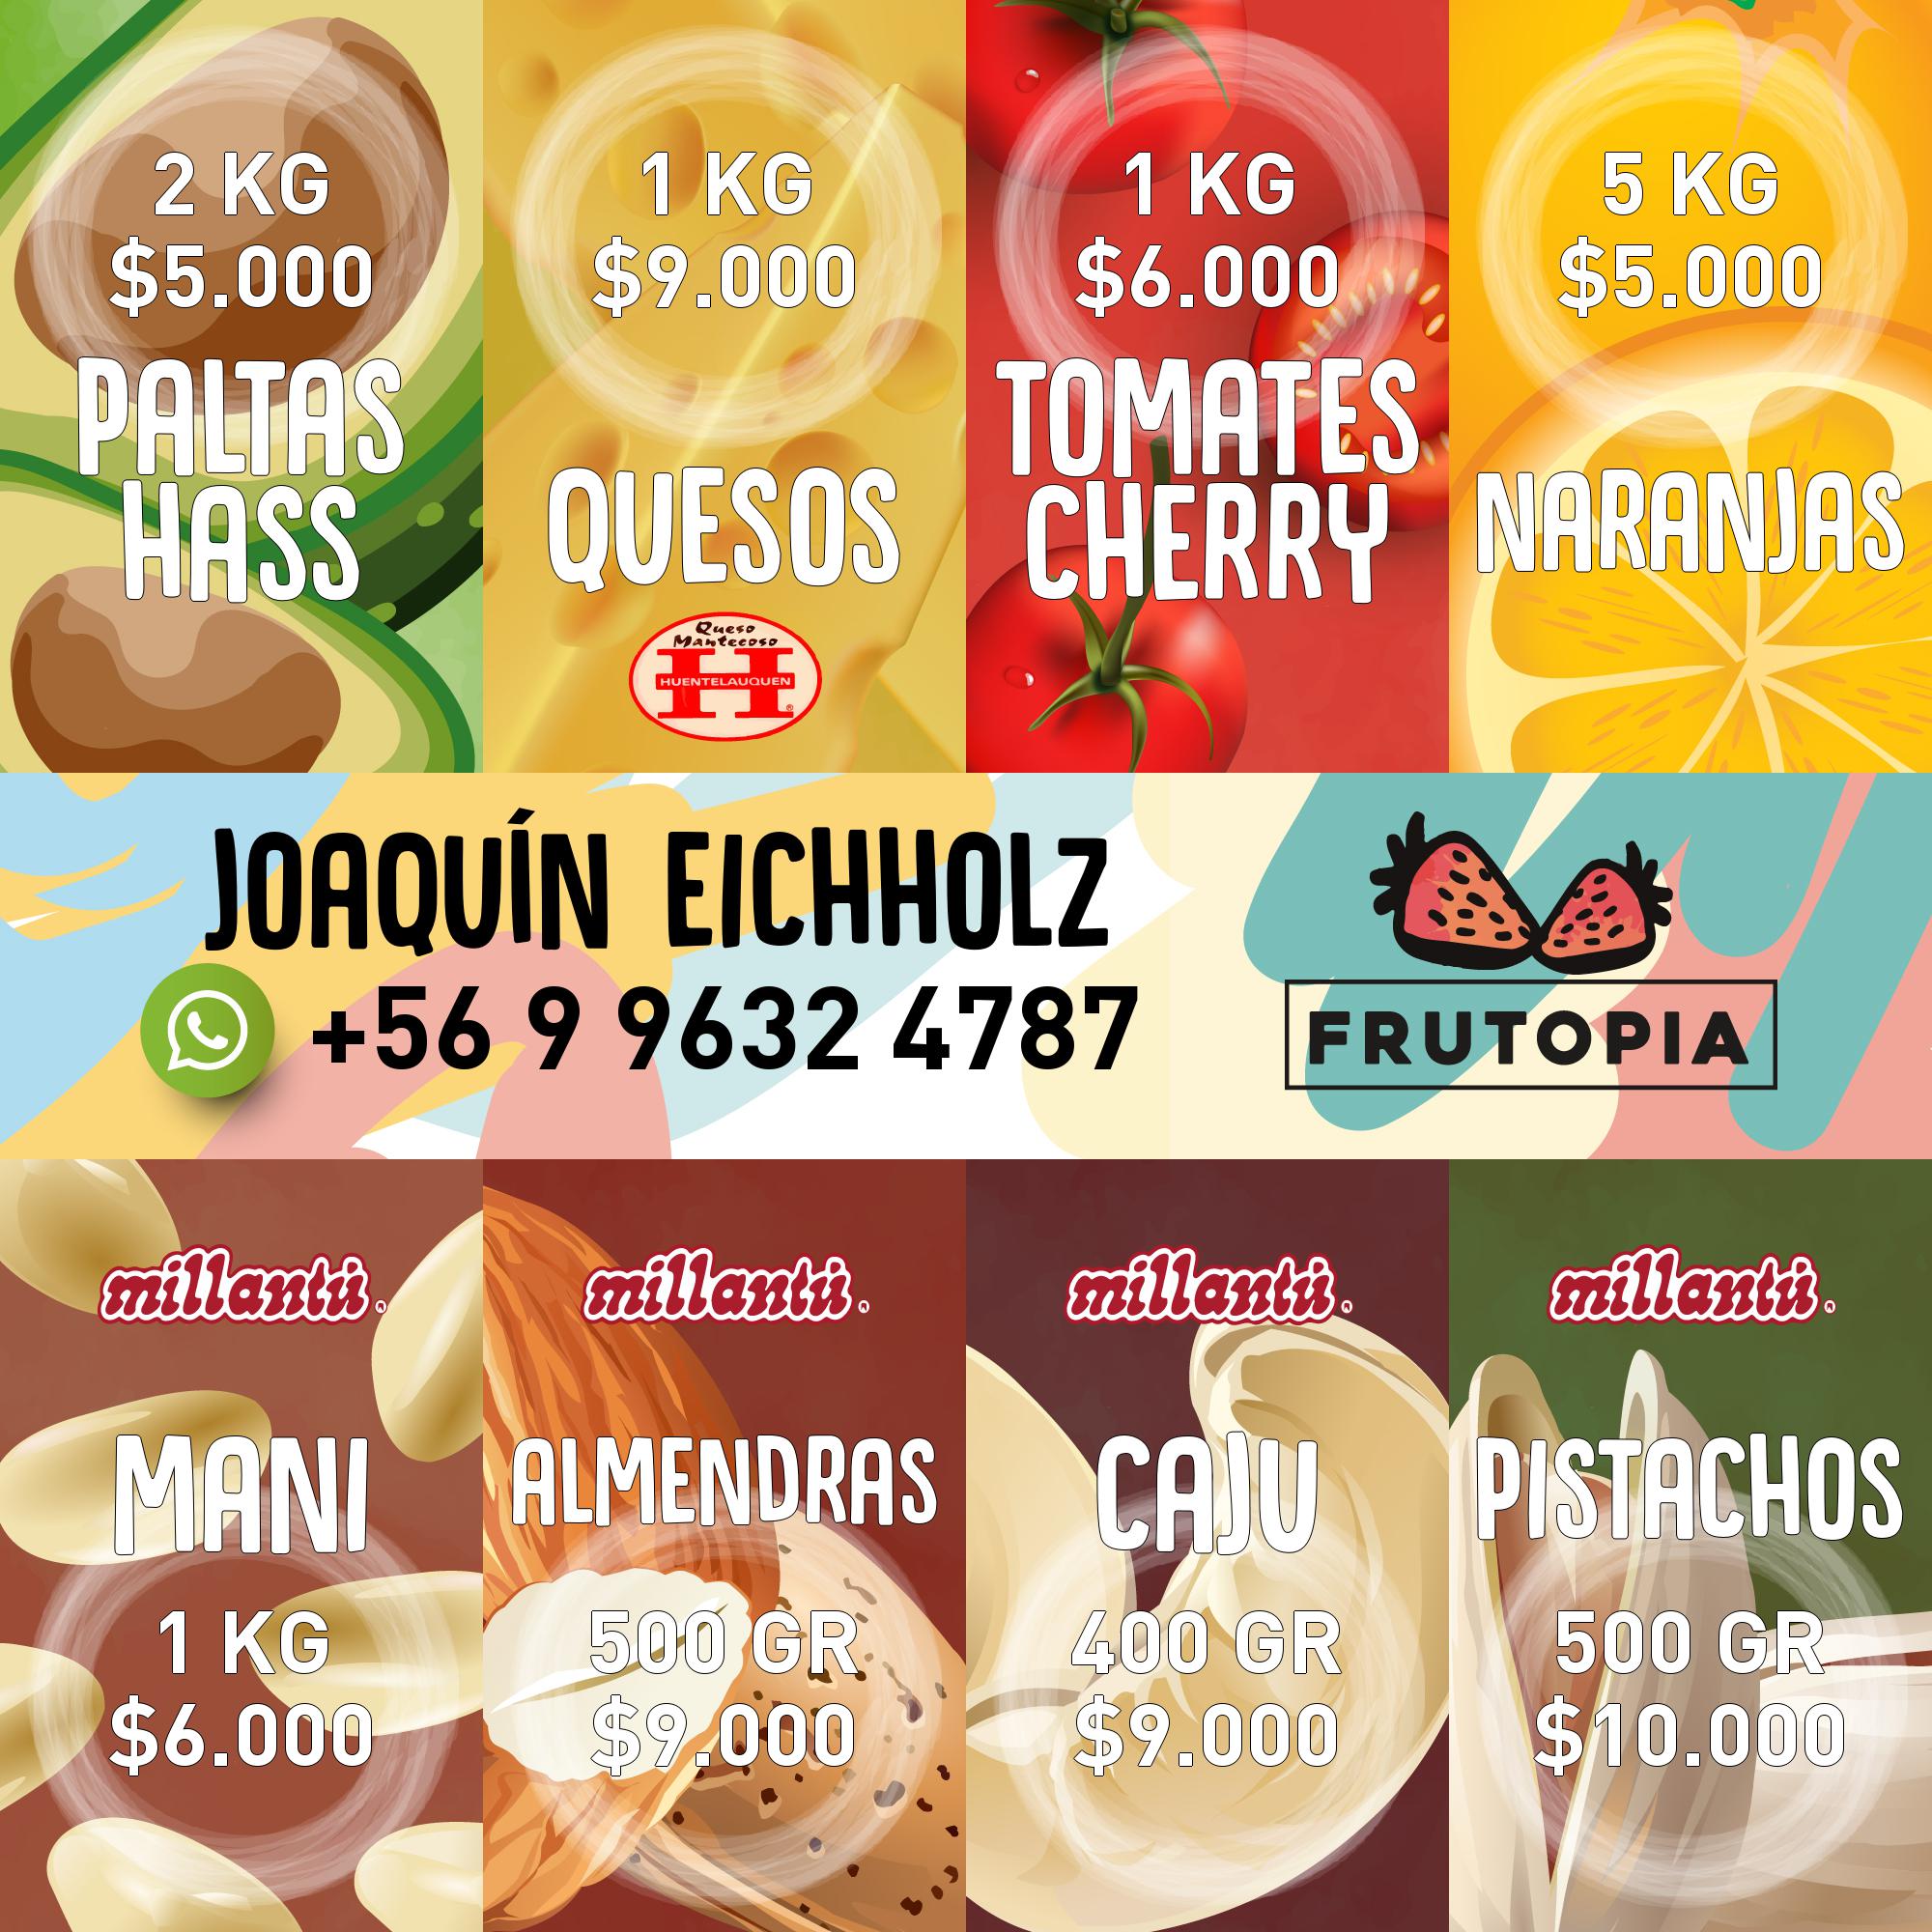 2 KG
$5.000
PALTAS
HASS
1 KG
$9.000
QUESOS
Queso
Mantecoso
H
HUENTELAUQUEN
®
1 KG
$6.000
TOMATES
CHERRY
5 KG
$5.000
NARANJAS
JOAQUÍN EICHHOLZ
+56 9 9632 4787
FRUTOPIA
millantú®
MANI
1 KG
$6.000
millantú®
ALMENDRAS
500 GR
$9.000
millantú®
CAJU
400 GR
$9.000
millantú®
PISTACHOS
500 GR
$10.000